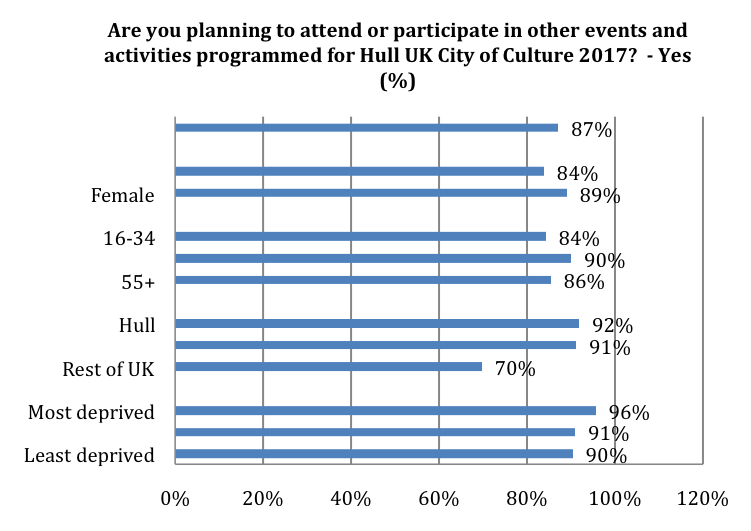 Are you planning to attend or participate in other events and
activities programmed for Hull UK City of Culture 2017?  - Yes
(%)
87%
84%
Female 89%
16-34 84%
90%
55+ 86%
Hull 92%
91%
Rest of UK 70%
Most deprived 96%
91%
Least deprived 90%
0% 20% 40% 60% 80% 100% 120%